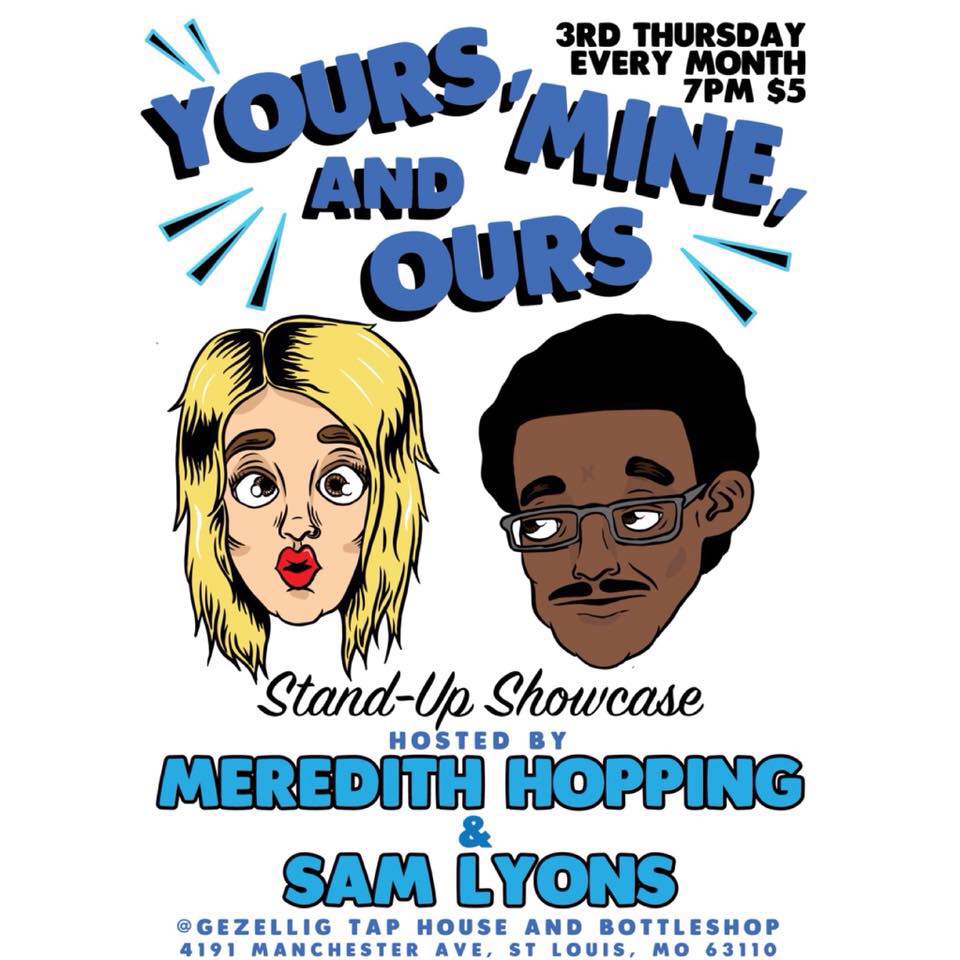 3RD THURSDAY
EVERY MONTH
7PM $5
YOURS, MINE,
AND
OURS
Stand-Up Showcase
HOSTED BY
MEREDITH HOPPING
&
SAM LYONS
@GEZELLIG TAP HOUSE AND BOTTLESHOP
4191 MANCHESTER AVE, ST LOUIS, MO 63110